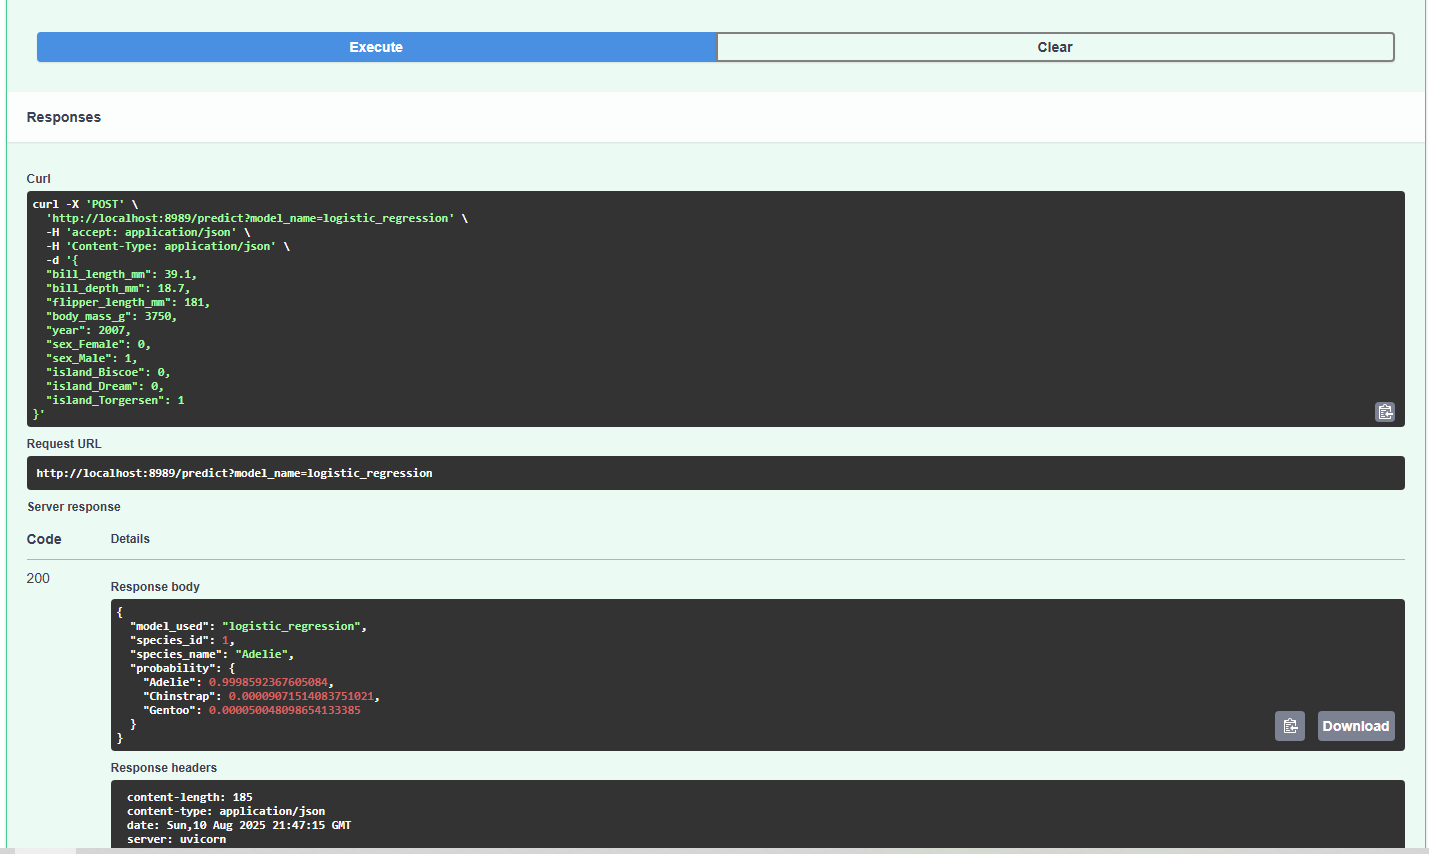 Execute
Clear
Responses
Curl
curl -X 'POST' \
'http://localhost:8989/predict?model_name=logistic_regression' \
-H 'accept: application/json' \
-H 'Content-Type: application/json' \
-d '{
"bill_length_mm": 39.1,
"bill_depth_mm": 18.7,
"flipper_length_mm": 181,
"body_mass_g": 3750,
"year": 2007,
"sex_Female": 0,
"sex_Male": 1,
"island_Biscoe": 0,
"island_Dream": 0,
"island_Torgersen": 1
}'
Request URL
http://localhost:8989/predict?model_name=logistic_regression
Server response
Code
Details
200
Response body
{
"model_used": "logistic_regression",
"species_id": 1,
"species_name": "Adelie",
"probability": {
"Adelie": 0.9998592367605084,
"Chinstrap": 0.00009071514083751021,
"Gentoo": 0.000050048098654133385
}
}
Download
Response headers
content-length: 185
content-type: application/json
date: Sun,10 Aug 2025 21:47:15 GMT
server: uvicorn